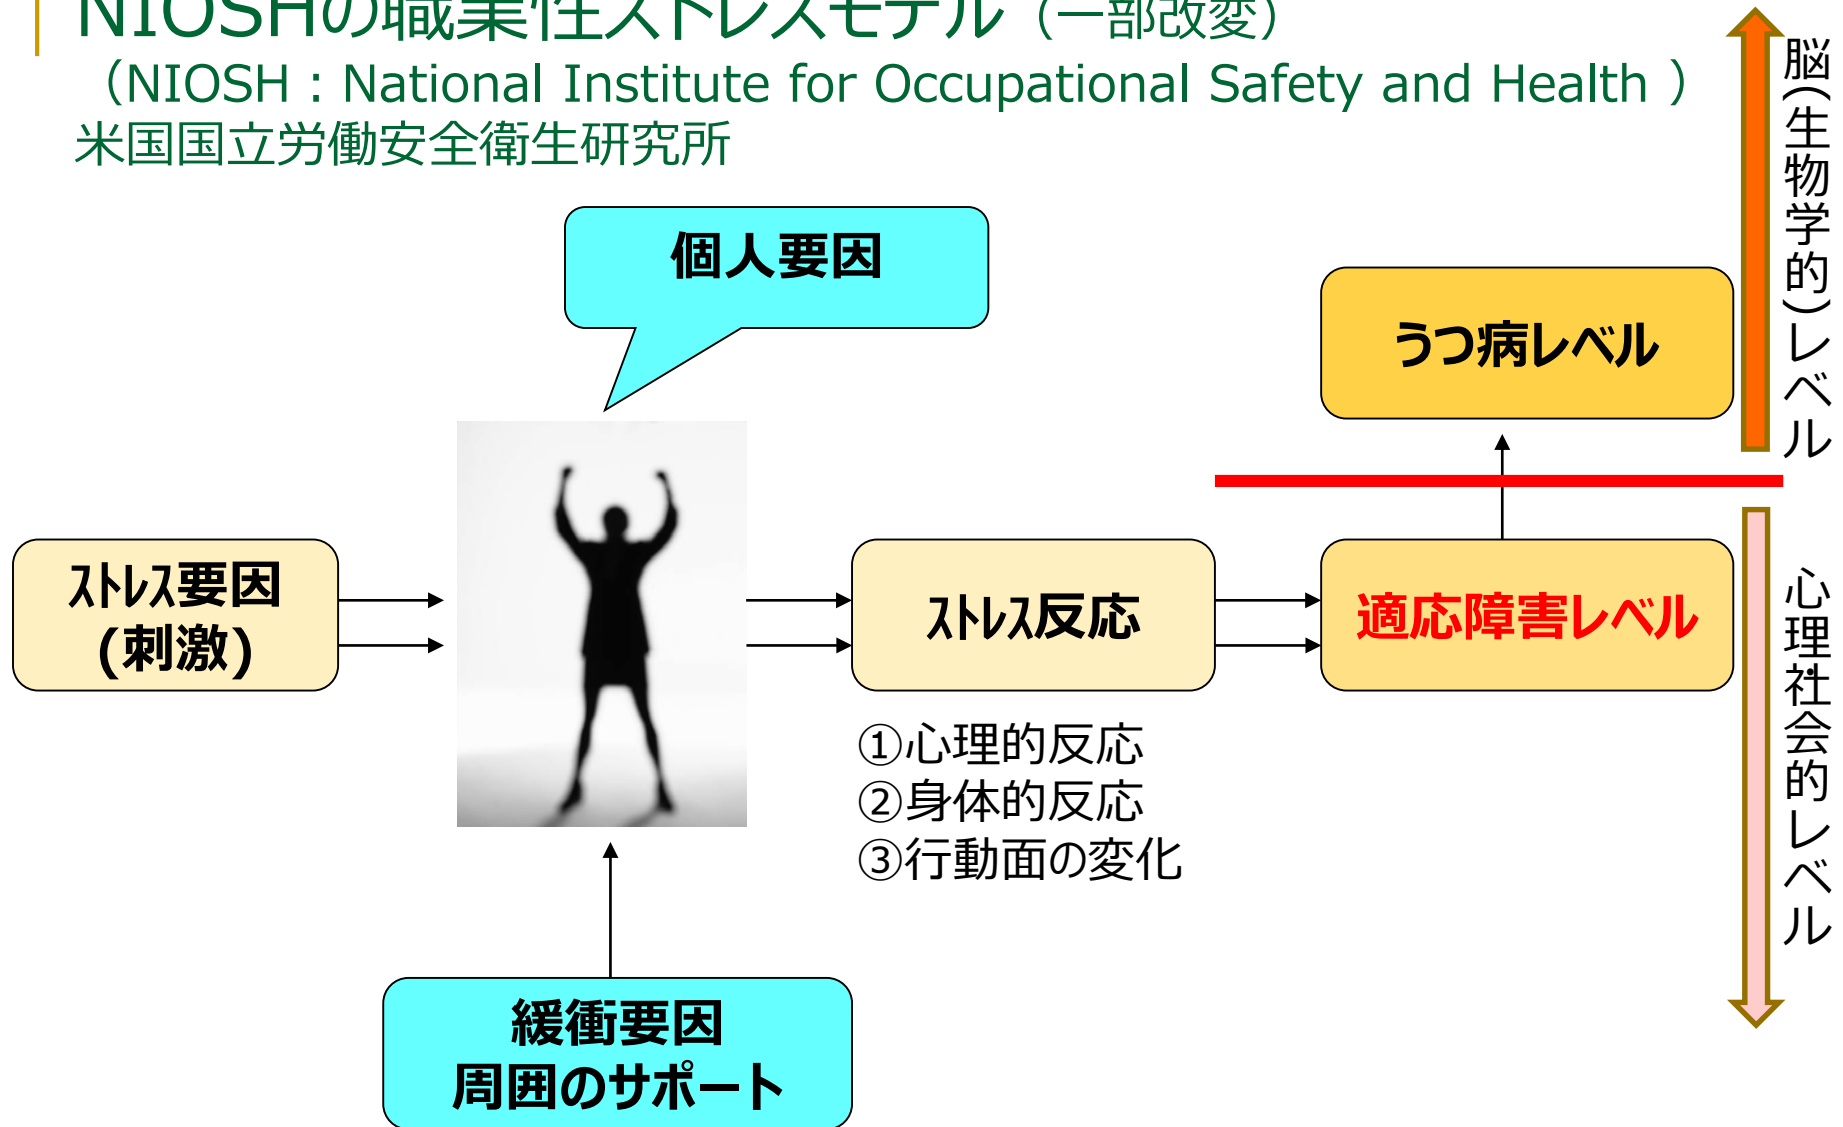 NIOSHの職業性ストレスモデル（一部改変）
（NIOSH：National Institute for Occupational Safety and Health ）
米国国立労働安全衛生研究所
個人要因
うつ病レベル
ｽﾄﾚｽ要因
(刺激)
ｽﾄﾚｽ反応
適応障害レベル
①心理的反応
②身体的反応
③行動面の変化
緩衝要因
周囲のサポート
脳（生物学的）レベル
心理・社会的レベル